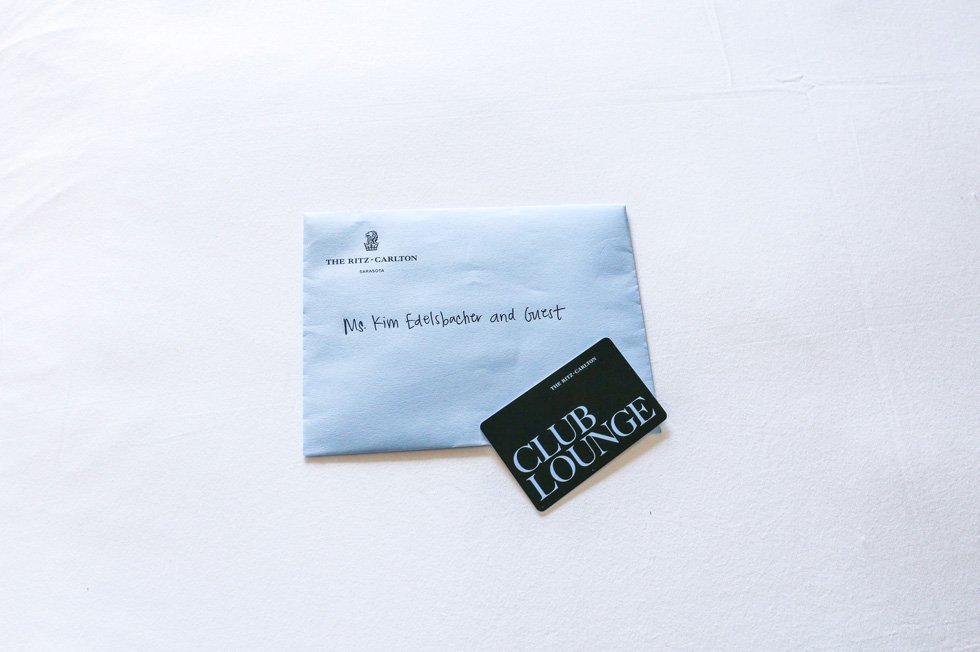 THE RITZ-CARLTON
SARASOTA
Ms. Kim Edelsbacher and Guest
THE RITZ-CARLTON
CLUB
LOUNGE